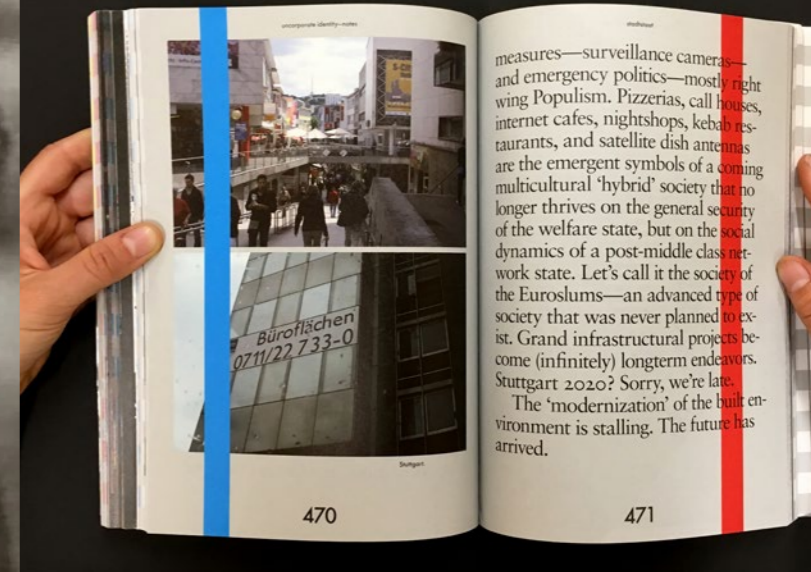 uncorporate identity—notes
S-City
Büroflächen
0711/22 733-0
Stuttgart
470
measures—surveillance cameras—
and emergency politics—mostly right
wing Populism. Pizzerias, call houses,
internet cafes, nightshops, kebab res-
taurants, and satellite dish antennas
are the emergent symbols of a coming
multicultural ‘hybrid’ society that no
longer thrives on the general security
of the welfare state, but on the social
dynamics of a post-middle class net-
work state. Let’s call it the society of
the Euroslums—an advanced type of
society that was never planned to ex-
ist. Grand infrastructural projects be-
come (infinitely) longterm endeavors.
Stuttgart 2020? Sorry, we’re late.
The ‘modernization’ of the built en-
vironment is stalling. The future has
arrived.
471